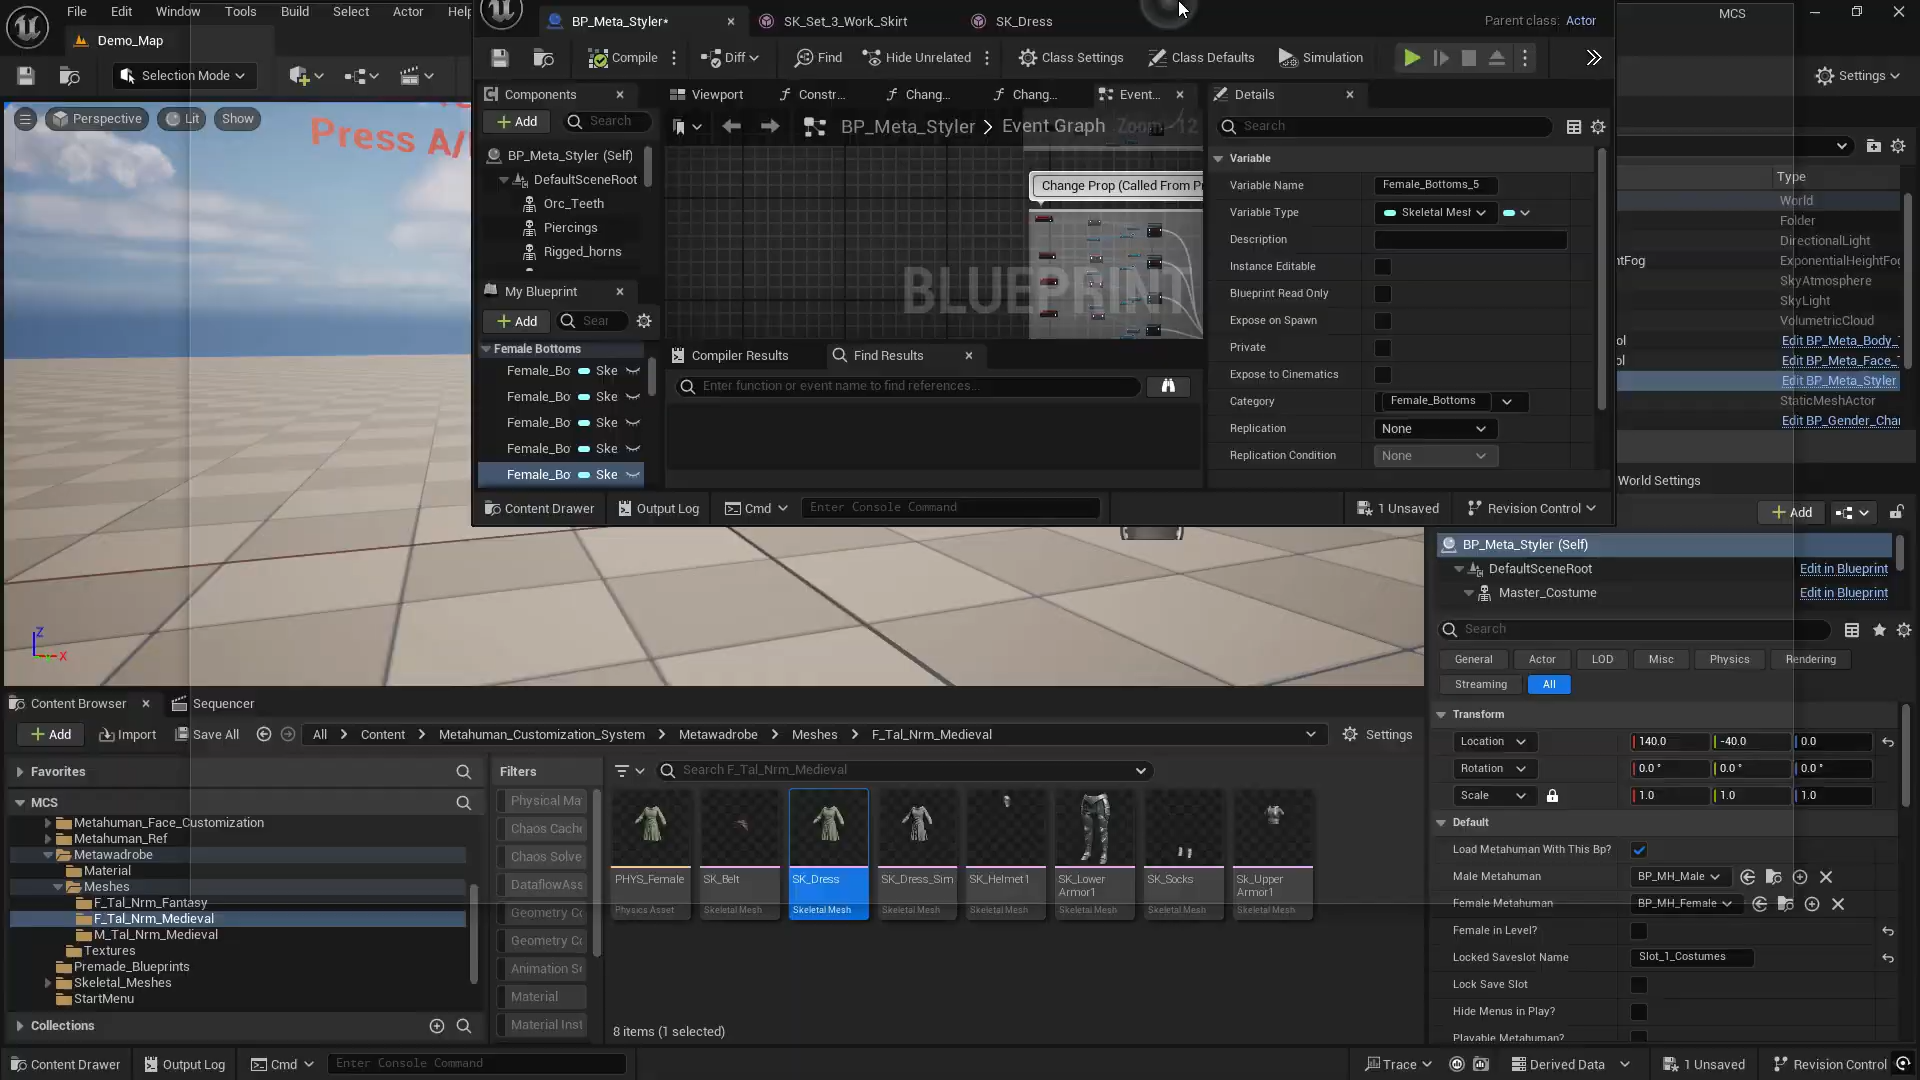 File Edit Window Tools Build Select Actor
Demo_Map
Selection Mode
BP_Meta_Styler* SK_Set_3_Work_Skirt SK_Dress
Parent class: Actor
MCS
Compile Diff Find Hide Unrelated Class Settings Class Defaults Simulation
Settings
Components Viewport Constr... Chang... Chang... Event... Details
Add Search BP_Meta_Styler Event Graph Zoom -12 Search
Perspective Lit Show
Press A/
BP_Meta_Styler (Self)
DefaultSceneRoot
Orc_Teeth
Piercings
Rigged_horns
Change Prop (Called From P
BLUEPRINT
My Blueprint
Add Sear
Female Bottoms
Female_Bo Ske
Female_Bo Ske
Female_Bo Ske
Female_Bo Ske
Female_Bo Ske
Compiler Results Find Results
Enter function or event name to find references...
Variable
Variable Name Female_Bottoms_5
Variable Type Skeletal Mesl
Description
Instance Editable
Blueprint Read Only
Expose on Spawn
Private
Expose to Cinematics
Category Female_Bottoms
Replication None
Replication Condition None
Content Drawer Output Log Cmd Enter Console Command 1 Unsaved Revision Control
Type
World
Folder
DirectionalLight
ExponentialHeightFog
SkyAtmosphere
SkyLight
VolumetricCloud
Edit BP_Meta_Body_
Edit BP_Meta_Face_
Edit BP_Meta_Styler
StaticMeshActor
Edit BP_Gender_Cha
World Settings
Add
BP_Meta_Styler (Self)
DefaultSceneRoot Edit in Blueprint
Master_Costume Edit in Blueprint
Search
General Actor LOD Misc Physics Rendering
Streaming All
Transform
Location 140.0 -40.0 0.0
Rotation 0.0 ° 0.0 ° 0.0 °
Scale 1.0 1.0 1.0
Default
Load Metahuman With This Bp?
Male Metahuman BP_MH_Male
Female Metahuman BP_MH_Female
Female in Level?
Locked Saveslot Name Slot_1_Costumes
Lock Save Slot
Hide Menus in Play?
Playable Metahuman?
Z
X
Content Browser Sequencer
Add Import Save All All Content Metahuman_Customization_System Metawadrobe Meshes F_Tal_Nrm_Medieval Settings
Favorites
MCS
Metahuman_Face_Customization
Metahuman_Ref
Metawadrobe
Material
Meshes
F_Tal_Nrm_Fantasy
F_Tal_Nrm_Medieval
M_Tal_Nrm_Medieval
Textures
Premade_Blueprints
Skeletal_Meshes
StartMenu
Collections
Filters
Physical Ma
Chaos Cache
Chaos Solve
DataflowAss
Geometry Co
Geometry Co
Animation Se
Material
Material Inst
Search F_Tal_Nrm_Medieval
PHYS_Female Physics Asset
SK_Belt Skeletal Mesh
SK_Dress Skeletal Mesh
SK_Dress_Sim Skeletal Mesh
SK_Helmet1 Skeletal Mesh
SK_Lower Armor1 Skeletal Mesh
SK_Socks Skeletal Mesh
Sk_Upper Armor1 Skeletal Mesh
8 items (1 selected)
Content Drawer Output Log Cmd Enter Console Command Trace Derived Data 1 Unsaved Revision Control